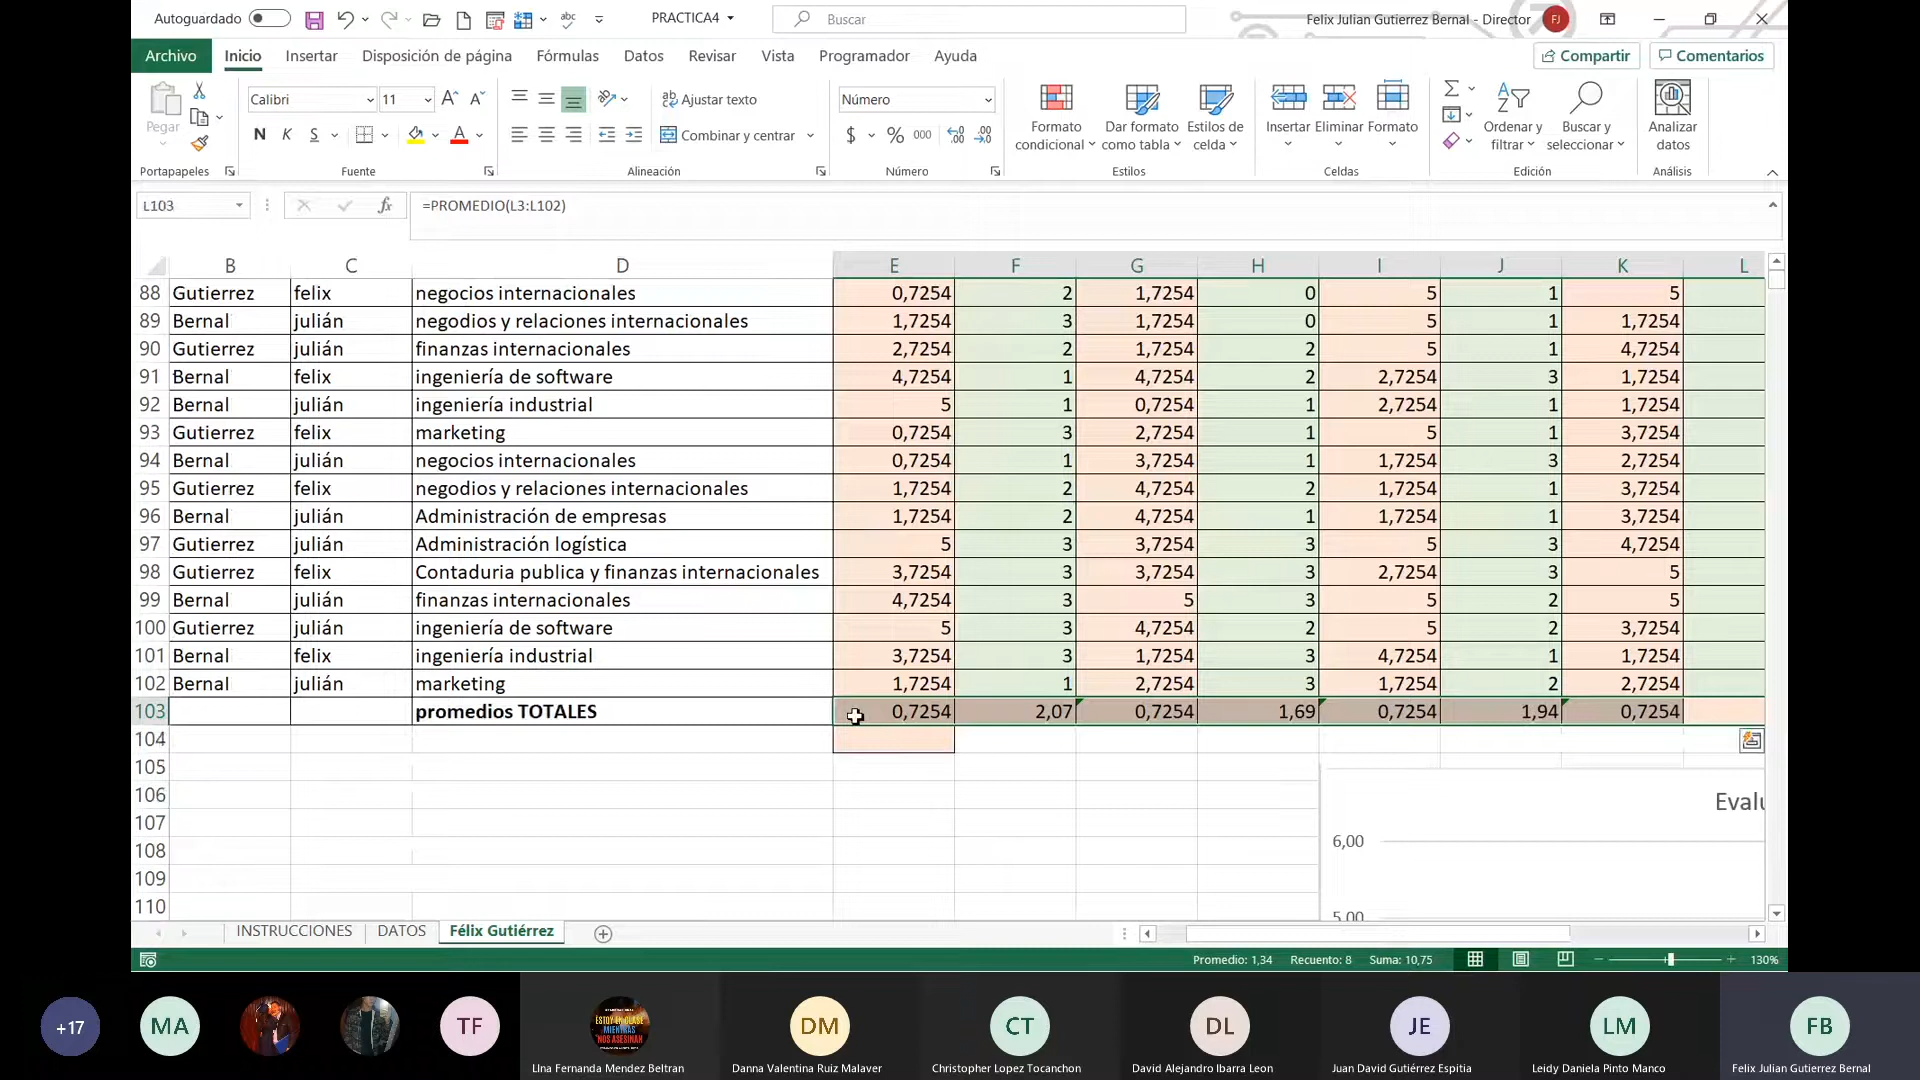 Autoguardado
abc
PRACTICA4
Buscar
Felix Julian Gutierrez Bernal - Director
FJ
Archivo Inicio Insertar Disposición de página Fórmulas Datos Revisar Vista Programador Ayuda
Compartir Comentarios
Pegar
Calibri 11
Ajustar texto
Número
Formato condicional
Dar formato como tabla
Estilos de celda
Insertar Eliminar Formato
Ordenar y filtrar
Buscar y seleccionar
Analizar datos
N K S
Combinar y centrar
$ % 000
Portapapeles Fuente Alineación Número Estilos Celdas Edición Análisis
L103 fx =PROMEDIO(L3:L102)
B C D E F G H I J K L
88 Gutierrez felix negocios internacionales 0,7254 2 1,7254 0 5 1 5
89 Bernal julián negodios y relaciones internacionales 1,7254 3 1,7254 0 5 1 1,7254
90 Gutierrez julián finanzas internacionales 2,7254 2 1,7254 2 5 1 4,7254
91 Bernal felix ingeniería de software 4,7254 1 4,7254 2 2,7254 3 1,7254
92 Bernal julián ingeniería industrial 5 1 0,7254 1 2,7254 1 1,7254
93 Gutierrez felix marketing 0,7254 3 2,7254 1 5 1 3,7254
94 Bernal julián negocios internacionales 0,7254 1 3,7254 1 1,7254 3 2,7254
95 Gutierrez felix negodios y relaciones internacionales 1,7254 2 4,7254 2 1,7254 1 3,7254
96 Bernal julián Administración de empresas 1,7254 2 4,7254 1 1,7254 1 3,7254
97 Gutierrez julián Administración logística 5 3 3,7254 3 5 3 4,7254
98 Gutierrez felix Contaduria publica y finanzas internacionales 3,7254 3 3,7254 3 2,7254 3 5
99 Bernal julián finanzas internacionales 4,7254 3 5 3 5 2 5
100 Gutierrez julián ingeniería de software 5 3 4,7254 2 5 2 3,7254
101 Bernal felix ingeniería industrial 3,7254 3 1,7254 3 4,7254 1 1,7254
102 Bernal julián marketing 1,7254 1 2,7254 3 1,7254 2 2,7254
103 promedios TOTALES 0,7254 2,07 0,7254 1,69 0,7254 1,94 0,7254
104
105
106 Evalu
107 6,00
108
109
110 5,00
INSTRUCCIONES DATOS Félix Gutiérrez
Promedio: 1,34 Recuento: 8 Suma: 10,75 130%
+17 MA TF DM CT DL JE LM FB
ESTOY EN CLASE
MIENTRAS
NOS ASESINAN
LIna Fernanda Mendez Beltran
Danna Valentina Ruiz Malaver
Christopher Lopez Tocanchon
David Alejandro Ibarra Leon
Juan David Gutiérrez Espitia
Leidy Daniela Pinto Manco
Felix Julian Gutierrez Bernal